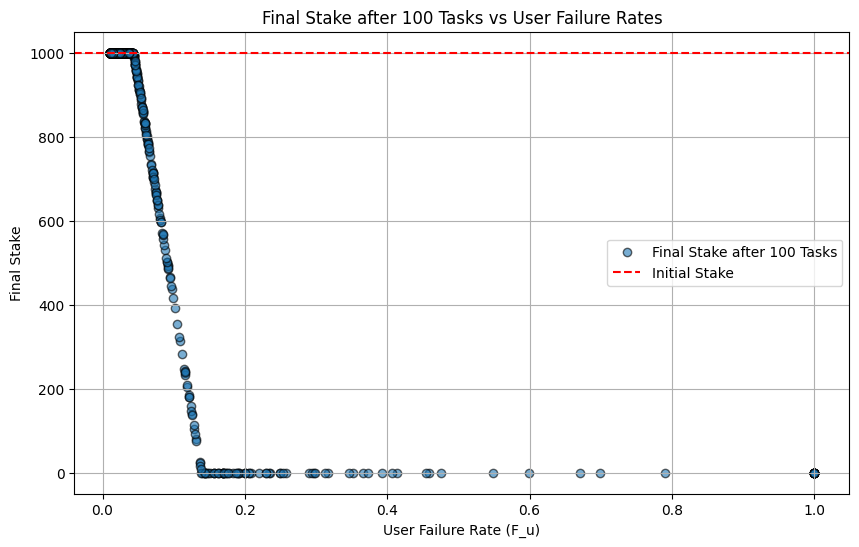 Final Stake after 100 Tasks vs User Failure Rates
Final Stake
1000
800
600
400
200
0
Final Stake after 100 Tasks
Initial Stake
0.0 0.2 0.4 0.6 0.8 1.0
User Failure Rate (F_u)